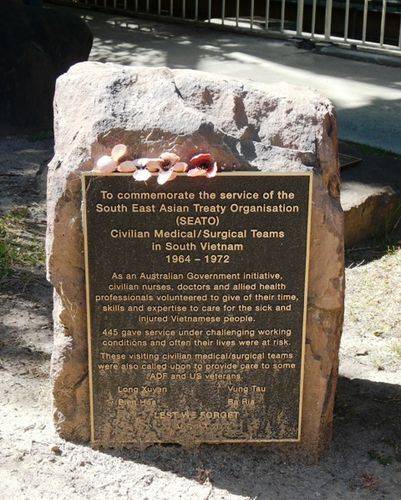 To commemorate the service of the
South East Asian Treaty Organisation
(SEATO)
Civilian Medical/Surgical Teams
in South Vietnam
1964 – 1972
As an Australian Government initiative,
civilian nurses, doctors and allied health
professionals volunteered to give of their time,
skills and expertise to care for the sick and
injured Vietnamese people.
445 gave service under challenging working
conditions and often their lives were at risk.
These visiting civilian medical/surgical teams
were also called upon to provide care to some
ADF and US veterans.
Long Xuyen Vung Tau
Bien Hoa Ba Ria
LEST WE FORGET